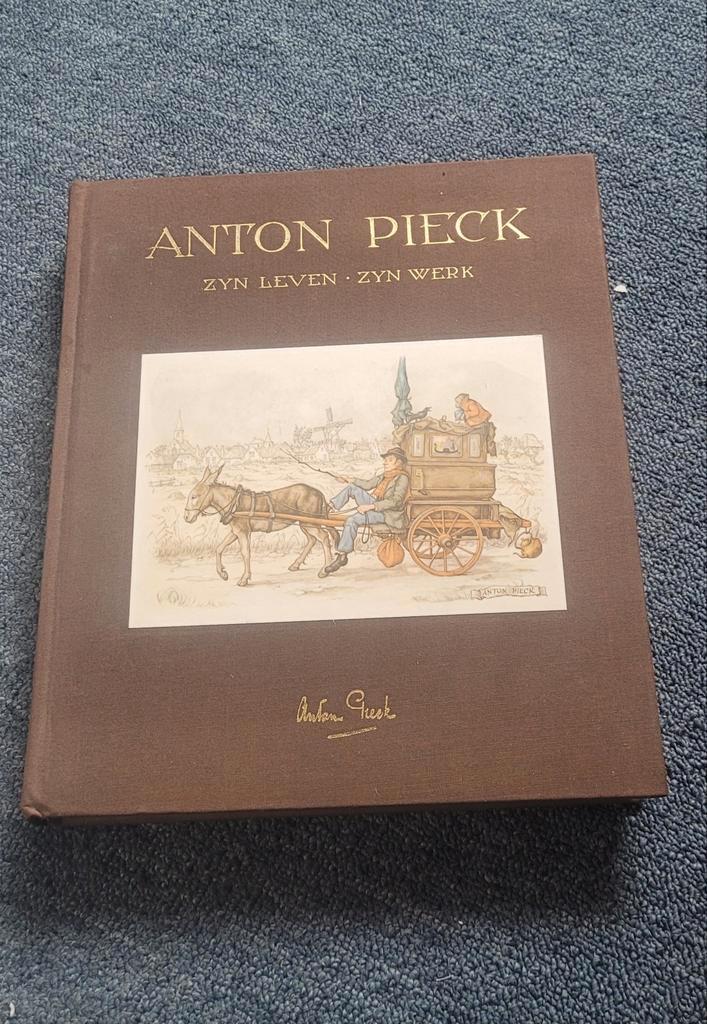 ANTON PIECK
ZYN LEVEN · ZYN WERK
ANTON PIECK
Anton Pieck